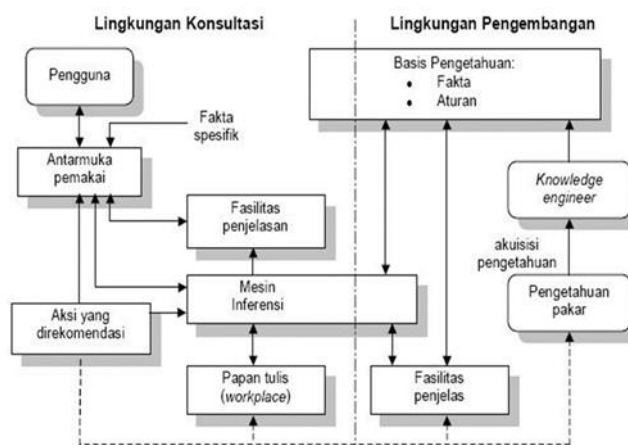 Lingkungan Konsultasi
Lingkungan Pengembangan
Pengguna
Fakta
spesifik
Antarmuka
pemakai
Fasilitas
penjelasan
Mesin
Inferensi
Aksi yang
direkomendasi
Papan tulis
(workplace)
Basis Pengetahuan:
• Fakta
• Aturan
Knowledge
engineer
akuisisi
pengetahuan
Pengetahuan
pakar
Fasilitas
penjelas